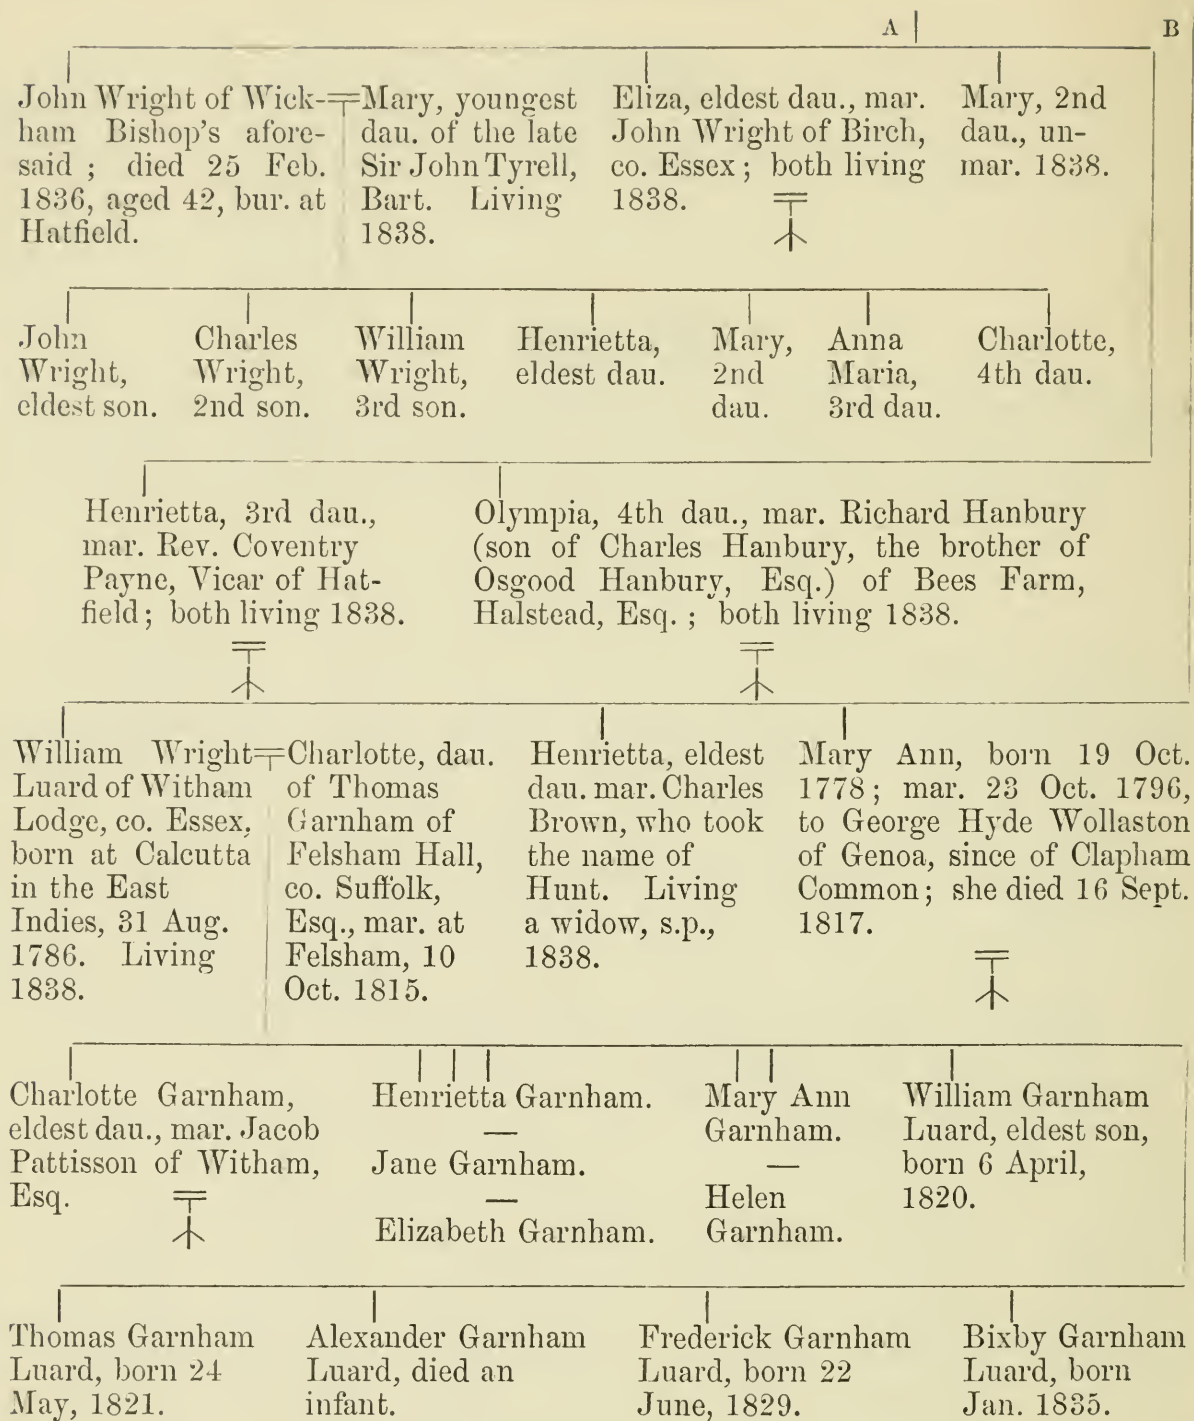 A B
John Wright of Wick-
ham Bishop's afore-
said ; died 25 Feb.
1836, aged 42, bur. at
Hatfield.
Mary, youngest
dau. of the late
Sir John Tyrell,
Bart. Living
1838.
Eliza, eldest dau., mar.
John Wright of Birch,
co. Essex ; both living
1838.
Mary, 2nd
dau., un-
mar. 1838.
John
Wright,
eldest son.
Charles
Wright,
2nd son.
William
Wright,
3rd son.
Henrietta,
eldest dau.
Mary,
2nd
dau.
Anna
Maria,
3rd dau.
Charlotte,
4th dau.
Henrietta, 3rd dau.,
mar. Rev. Coventry
Payne, Vicar of Hat-
field ; both living 1838.
Olympia, 4th dau., mar. Richard Hanbury
(son of Charles Hanbury, the brother of
Osgood Hanbury, Esq.) of Bees Farm,
Halstead, Esq. ; both living 1838.
William Wright
Luard of Witham
Lodge, co. Essex,
born at Calcutta
in the East
Indies, 31 Aug.
1786. Living
1838.
Charlotte, dau.
of Thomas
Garnham of
Felsham Hall,
co. Suffolk,
Esq., mar. at
Felsham, 10
Oct. 1815.
Henrietta, eldest
dau. mar. Charles
Brown, who took
the name of
Hunt. Living
a widow, s.p.,
1838.
Mary Ann, born 19 Oct.
1778 ; mar. 23 Oct. 1796,
to George Hyde Wollaston
of Genoa, since of Clapham
Common ; she died 16 Sept.
1817.
Charlotte Garnham,
eldest dau., mar. Jacob
Pattisson of Witham,
Esq.
Henrietta Garnham.
—
Jane Garnham.
—
Elizabeth Garnham.
Mary Ann
Garnham.
—
Helen
Garnham.
William Garnham
Luard, eldest son,
born 6 April,
1820.
Thomas Garnham
Luard, born 24
May, 1821.
Alexander Garnham
Luard, died an
infant.
Frederick Garnham
Luard, born 22
June, 1829.
Bixby Garnham
Luard, born
Jan. 1835.